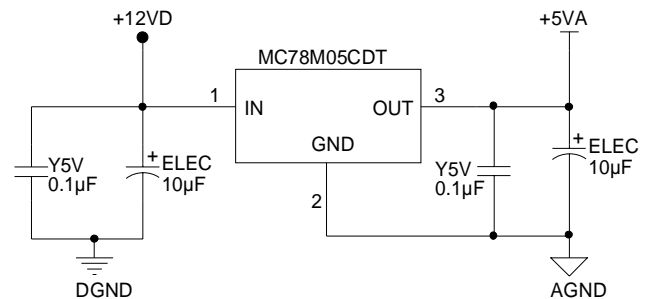 +12VD
+5VA
MC78M05CDT
1
IN
OUT
3
GND
2
Y5V
0.1µF
+
ELEC
10µF
Y5V
0.1µF
+
ELEC
10µF
DGND
AGND